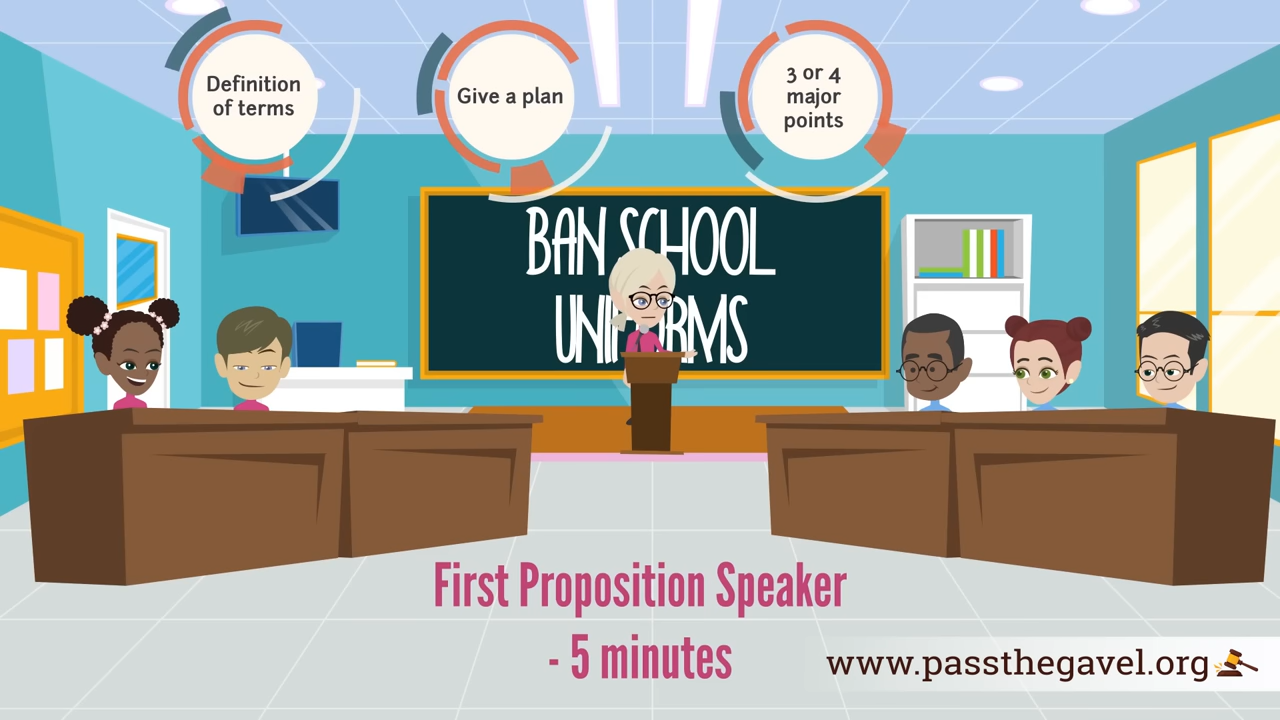 Definition
of terms
Give a plan
3 or 4
major
points
BAN SCHOOL
UNIFORMS
First Proposition Speaker
- 5 minutes
www.passthegavel.org